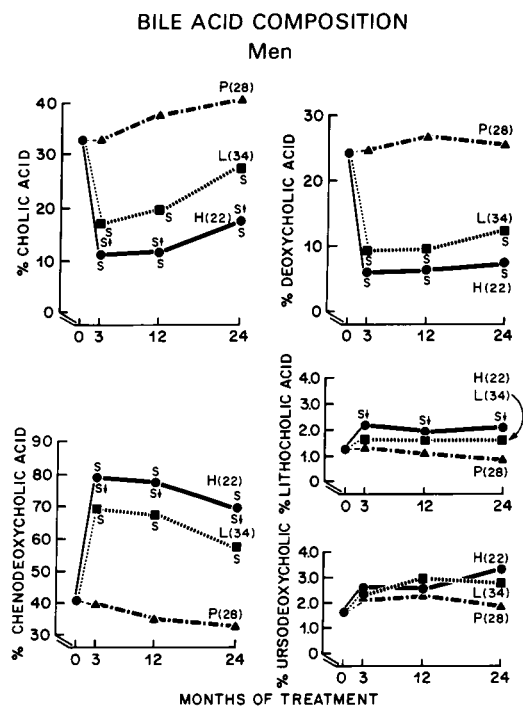 BILE ACID COMPOSITION
Men
% CHOLIC ACID
40
30
20
10
0
P(28)
L(34)
H(22)
S
S‡
S
S
S‡
S
S
S‡
S
0 3 12 24
% DEOXYCHOLIC ACID
30
20
10
0
P(28)
L(34)
H(22)
S
S
S
S
S
S
0 3 12 24
% CHENODEOXYCHOLIC ACID
90
80
70
60
50
40
30
S
S‡
S
S
S‡
S
S
S‡
S
H(22)
L(34)
P(28)
0 3 12 24
% LITHOCHOLIC ACID
4.0
3.0
2.0
1.0
0
H(22)
L(34)
S‡
S‡
S‡
P(28)
0 3 12 24
% URSODEOXYCHOLIC
4.0
3.0
2.0
1.0
0
H(22)
L(34)
P(28)
0 3 12 24
MONTHS OF TREATMENT